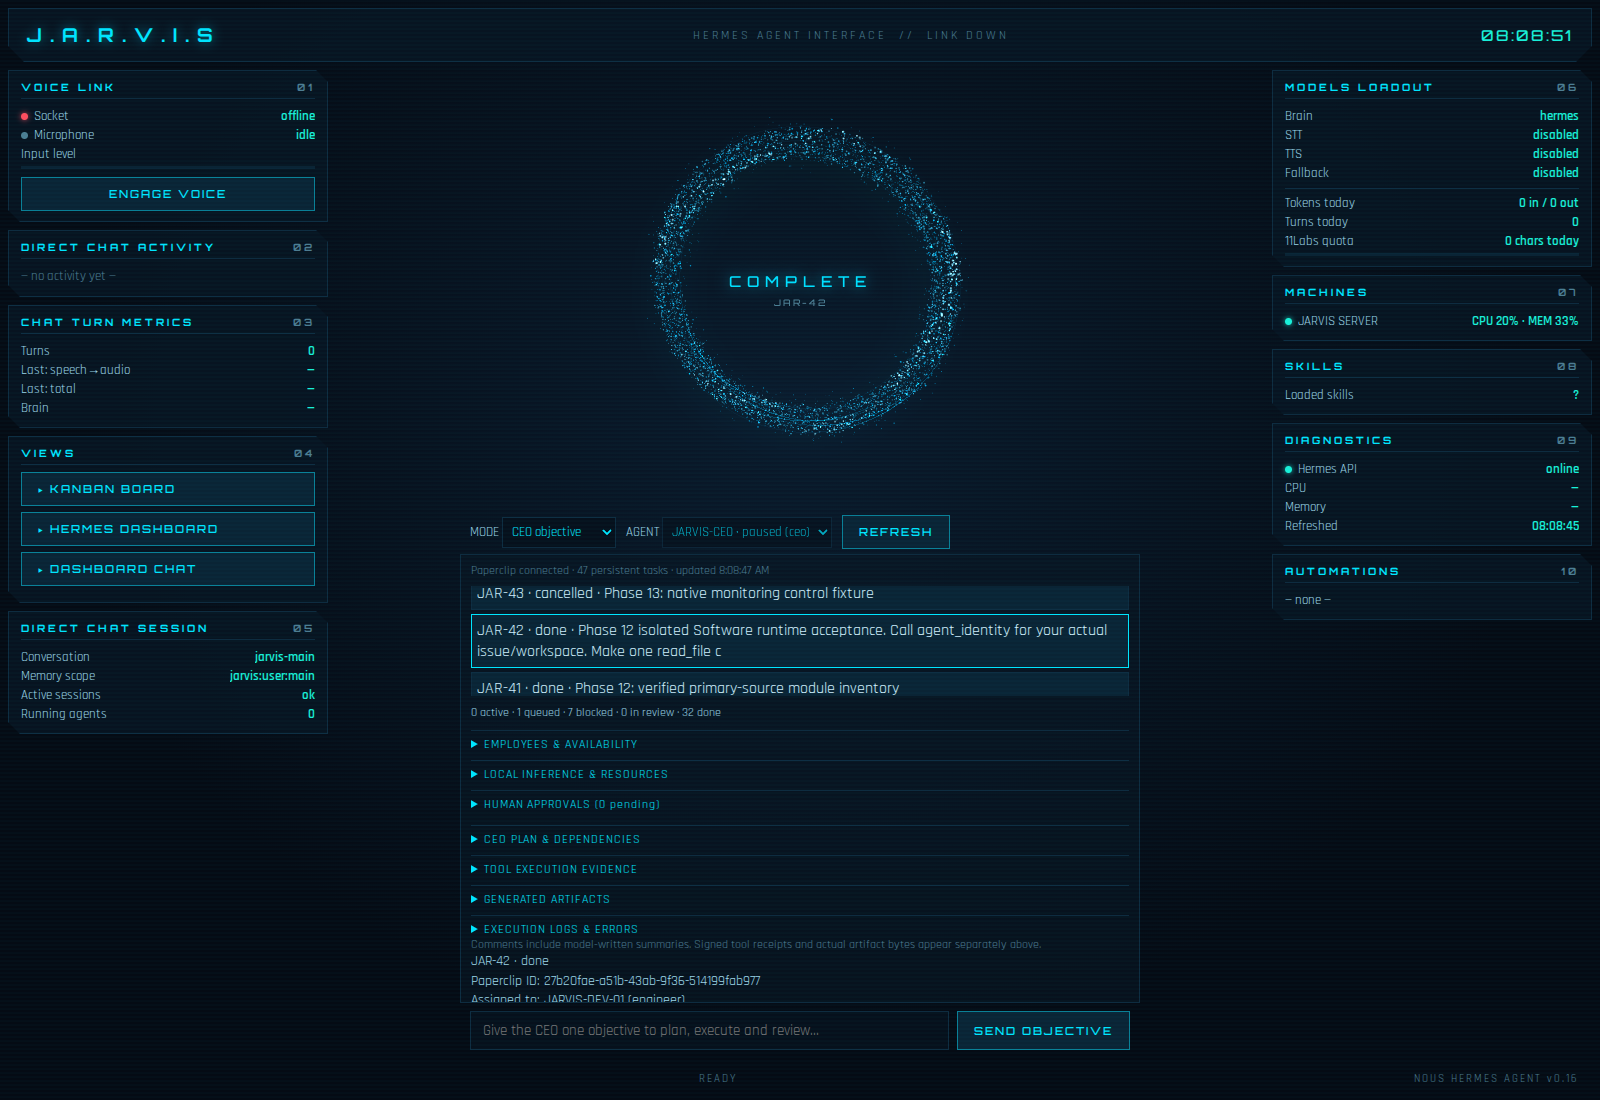 J.A.R.V.I.S
HERMES AGENT INTERFACE // LINK DOWN
08:08:51
VOICE LINK 01
Socket offline
Microphone idle
Input level
ENGAGE VOICE
DIRECT CHAT ACTIVITY 02
– no activity yet –
CHAT TURN METRICS 03
Turns 0
Last: speech→audio –
Last: total –
Brain –
VIEWS 04
▸ KANBAN BOARD
▸ HERMES DASHBOARD
▸ DASHBOARD CHAT
DIRECT CHAT SESSION 05
Conversation jarvis-main
Memory scope jarvis:user:main
Active sessions ok
Running agents 0
COMPLETE
JAR-42
MODE CEO objective AGENT JARVIS-CEO · paused (ceo) REFRESH
Paperclip connected · 47 persistent tasks · updated 8:08:47 AM
JAR-43 · cancelled · Phase 13: native monitoring control fixture
JAR-42 · done · Phase 12 isolated Software runtime acceptance. Call agent_identity for your actual
issue/workspace. Make one read_file c
JAR-41 · done · Phase 12: verified primary-source module inventory
0 active · 1 queued · 7 blocked · 0 in review · 32 done
▶ EMPLOYEES & AVAILABILITY
▶ LOCAL INFERENCE & RESOURCES
▶ HUMAN APPROVALS (0 pending)
▶ CEO PLAN & DEPENDENCIES
▶ TOOL EXECUTION EVIDENCE
▶ GENERATED ARTIFACTS
▶ EXECUTION LOGS & ERRORS
Comments include model-written summaries. Signed tool receipts and actual artifact bytes appear separately above.
JAR-42 · done
Paperclip ID: 27b20fae-a51b-43ab-9f36-514199fab977
Assigned to: JARVIS-DEV-01 (engineer)
Give the CEO one objective to plan, execute and review...
SEND OBJECTIVE
READY
MODELS LOADOUT 06
Brain hermes
STT disabled
TTS disabled
Fallback disabled
Tokens today 0 in / 0 out
Turns today 0
11Labs quota 0 chars today
MACHINES 07
JARVIS SERVER CPU 20% · MEM 33%
SKILLS 08
Loaded skills ?
DIAGNOSTICS 09
Hermes API online
CPU –
Memory –
Refreshed 08:08:45
AUTOMATIONS 10
– none –
NOUS HERMES AGENT v0.16